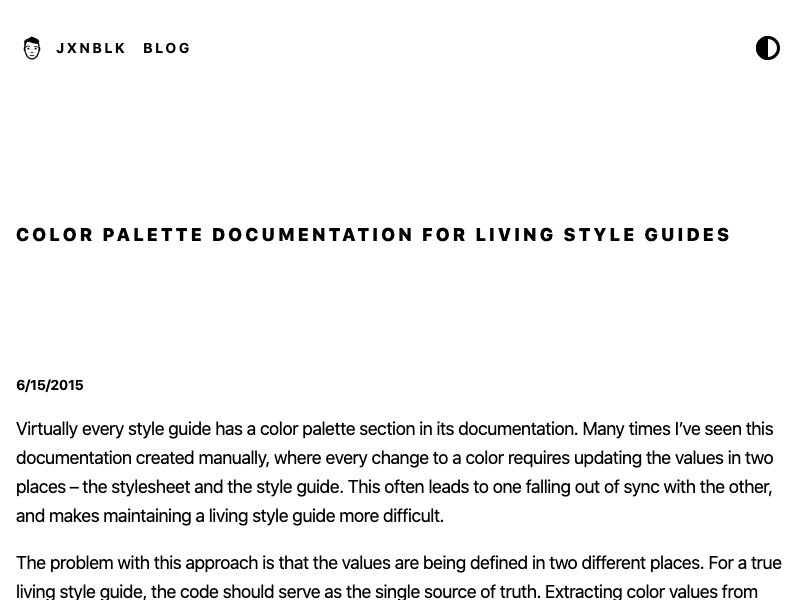 JXNBLK BLOG
COLOR PALETTE DOCUMENTATION FOR LIVING STYLE GUIDES
6/15/2015
Virtually every style guide has a color palette section in its documentation. Many times I’ve seen this
documentation created manually, where every change to a color requires updating the values in two
places – the stylesheet and the style guide. This often leads to one falling out of sync with the other,
and makes maintaining a living style guide more difficult.
The problem with this approach is that the values are being defined in two different places. For a true
living style guide, the code should serve as the single source of truth. Extracting color values from